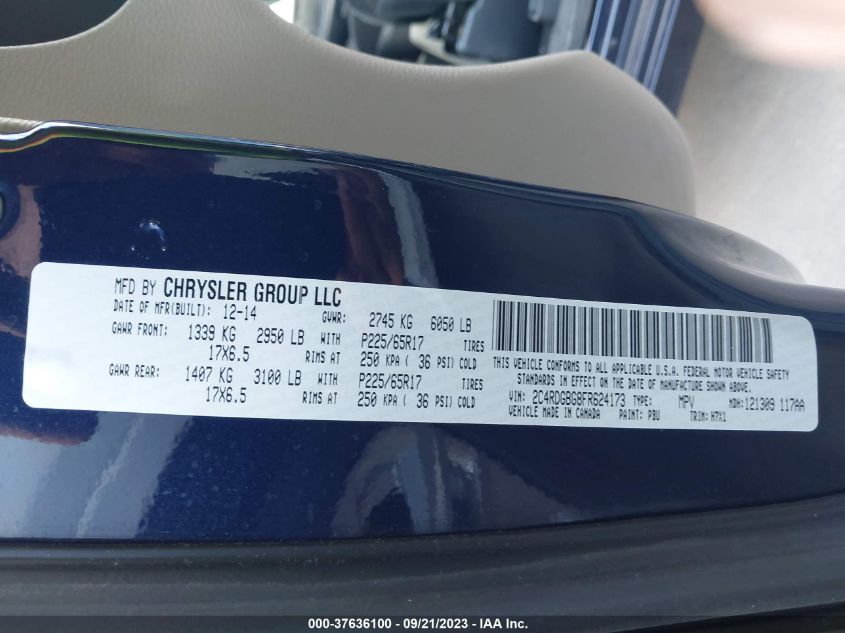 MFD BY CHRYSLER GROUP LLC
DATE OF MFR(BUILT): 12-14 GVWR: 2745 KG 6050 LB
GAWR FRONT: 1339 KG 2950 LB WITH P225/65R17 TIRES
17X6.5 RIMS AT 250 KPA ( 36 PSI) COLD
GAWR REAR: 1407 KG 3100 LB WITH P225/65R17 TIRES
17X6.5 RIMS AT 250 KPA ( 36 PSI) COLD
THIS VEHICLE CONFORMS TO ALL APPLICABLE U.S.A. FEDERAL MOTOR VEHICLE SAFETY
STANDARDS IN EFFECT ON THE DATE OF MANUFACTURE SHOWN ABOVE.
VIN: 2C4RDGBG8FR624173 TYPE: MPV MDH: 121309 117AA
VEHICLE MADE IN CANADA PAINT: PBU TRIM: H7X1
000-37636100 - 09/21/2023 - IAA Inc.